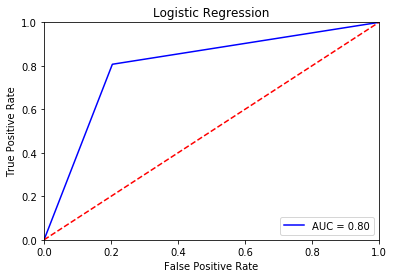 Logistic Regression
1.0
0.8
0.6
0.4
0.2
0.0
True Positive Rate
AUC = 0.80
0.0 0.2 0.4 0.6 0.8 1.0
False Positive Rate